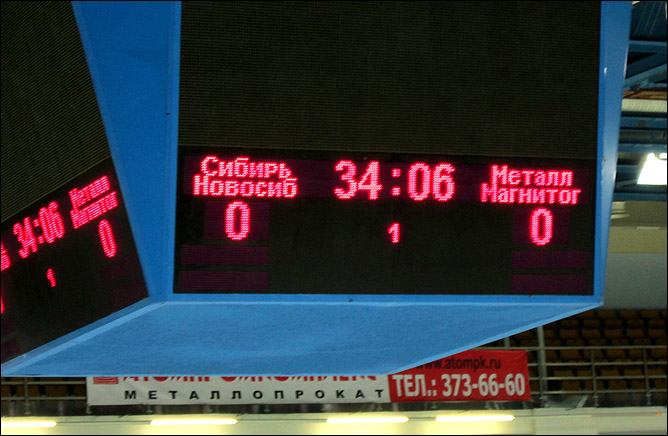 Сибирь
Новосиб
34:06
Металл
Магнитог
0
1
0
34:06
Металл
Магнитог
0
1
www.atompk.ru
АТОМПРОМКОМПЛЕКС
МЕТАЛЛОПРОКАТ
ТЕЛ.: 373-66-60